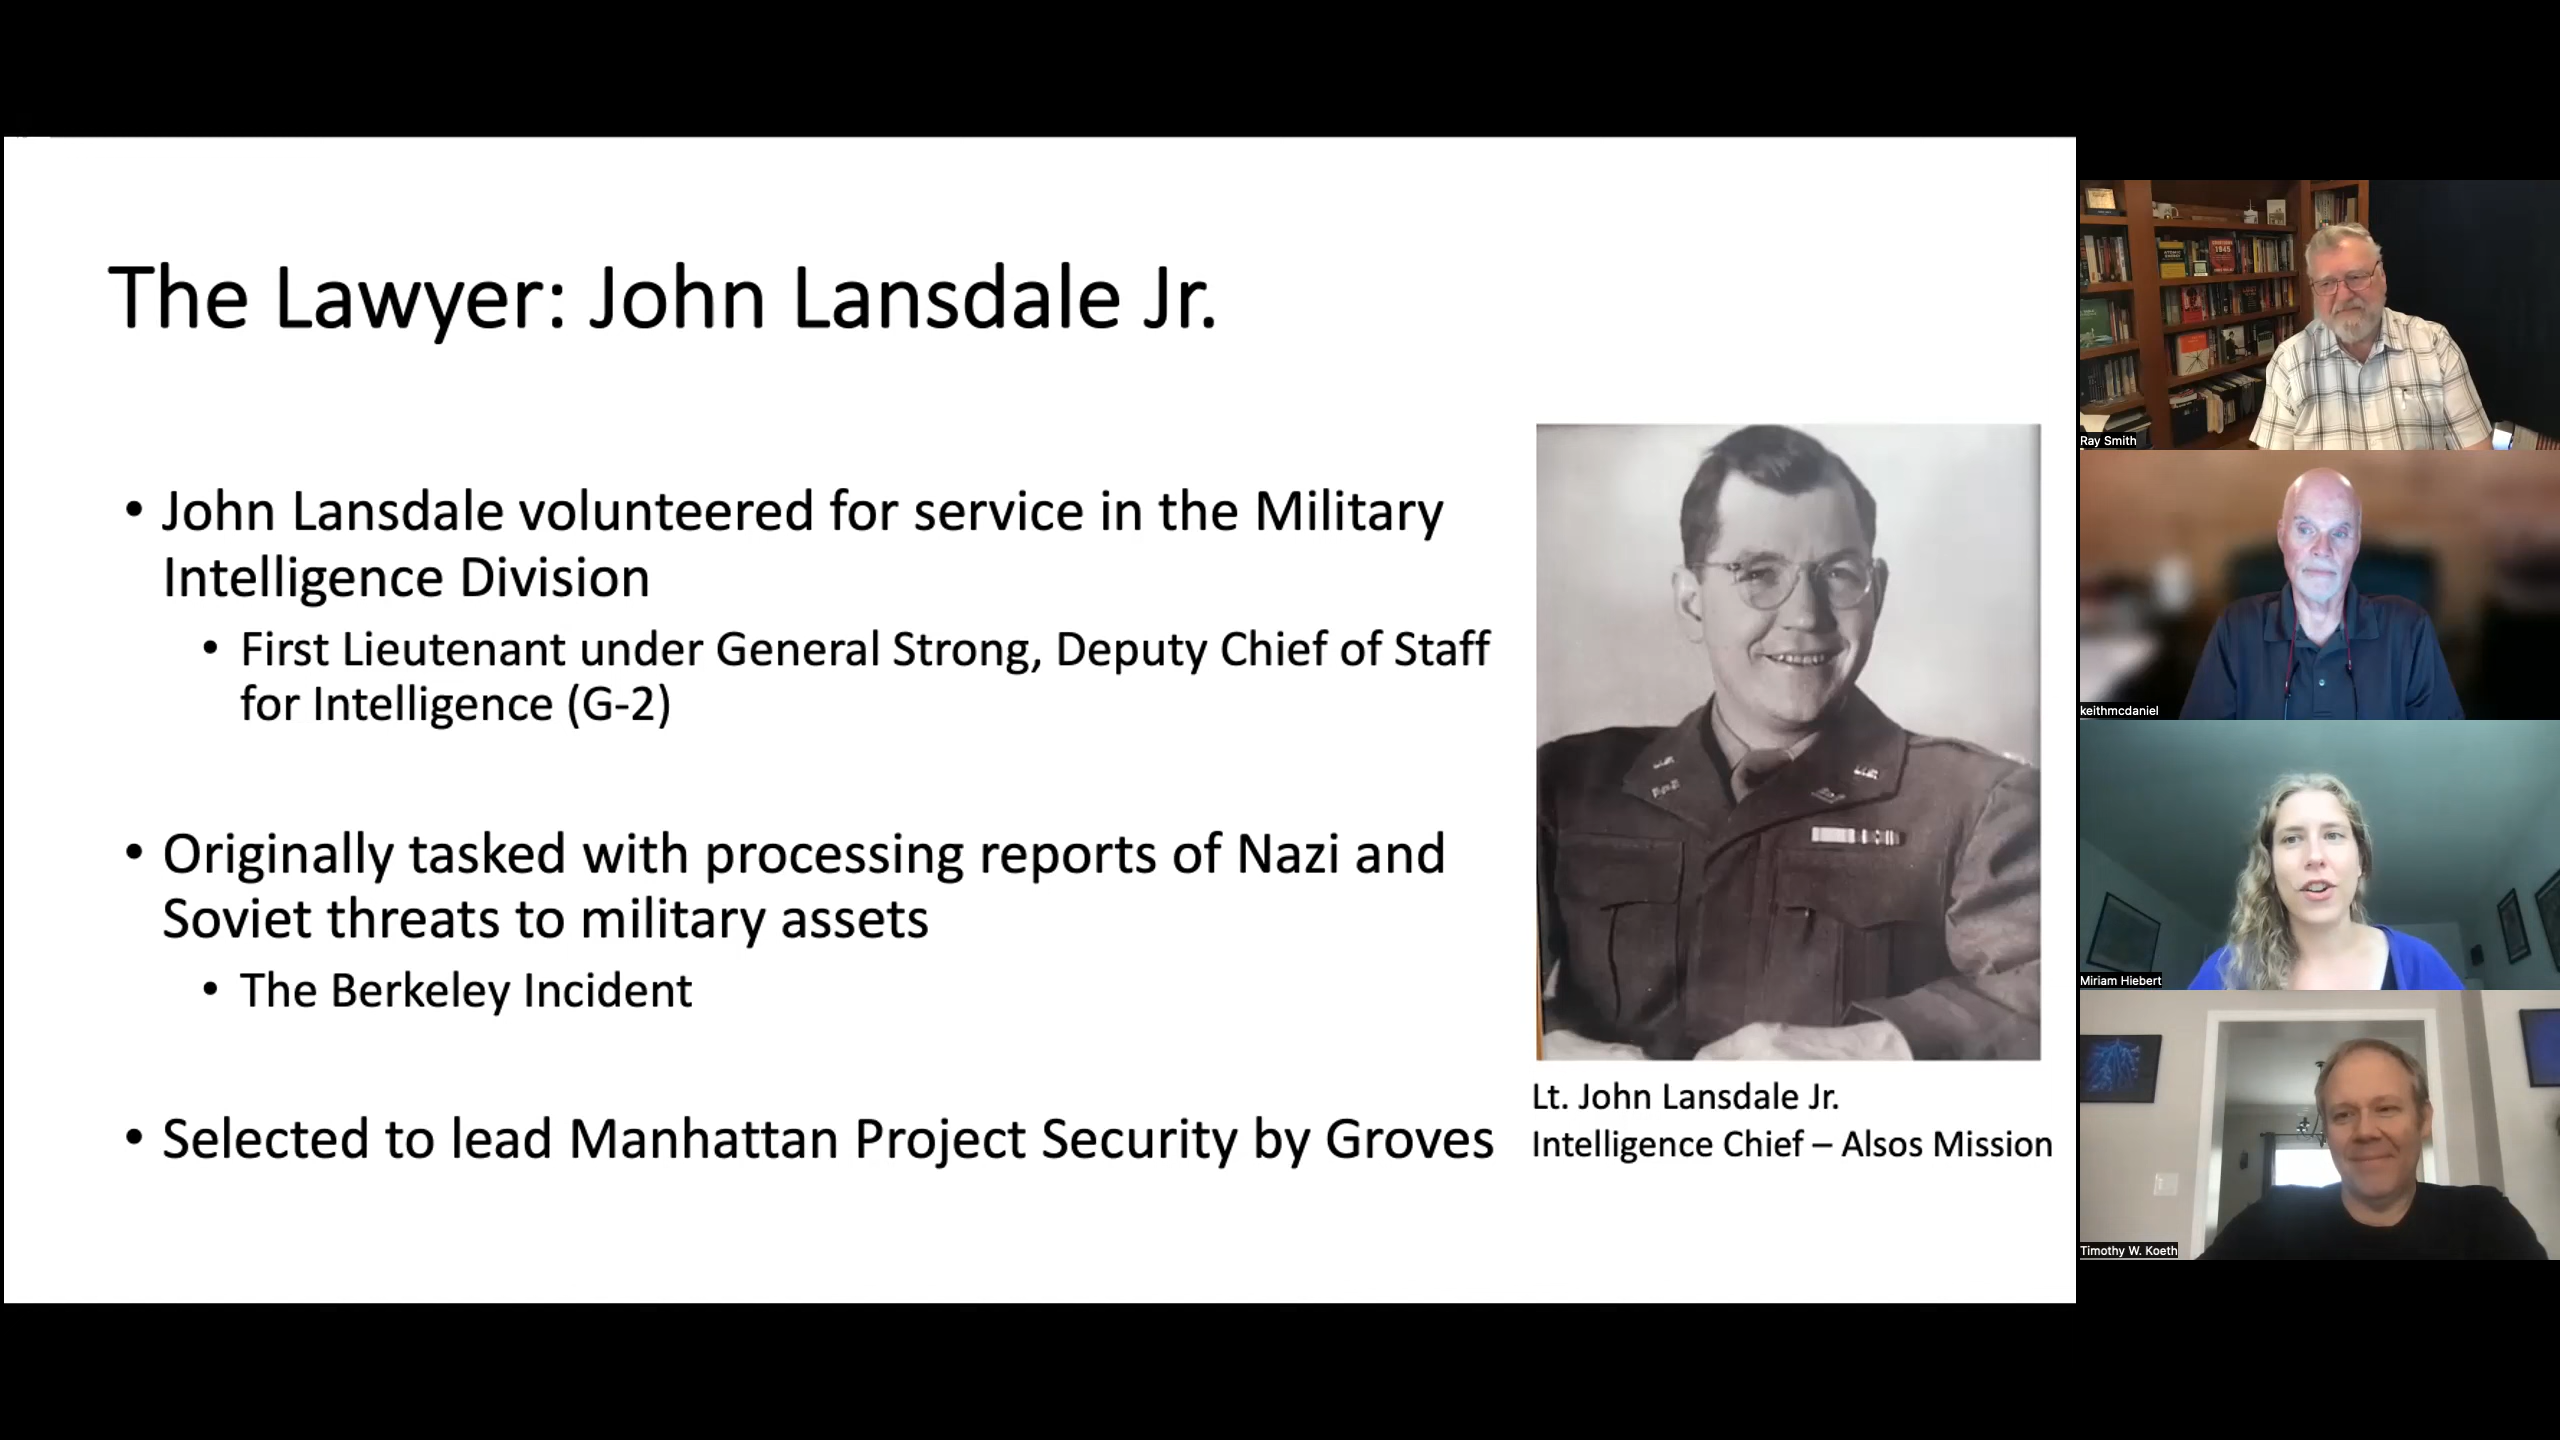 The Lawyer: John Lansdale Jr.
• John Lansdale volunteered for service in the Military
Intelligence Division
• First Lieutenant under General Strong, Deputy Chief of Staff
for Intelligence (G-2)
• Originally tasked with processing reports of Nazi and
Soviet threats to military assets
• The Berkeley Incident
• Selected to lead Manhattan Project Security by Groves
Lt. John Lansdale Jr.
Intelligence Chief – Alsos Mission
1945
Ray Smith
keithmcdaniel
Miriam Hiebert
Timothy W. Koeth